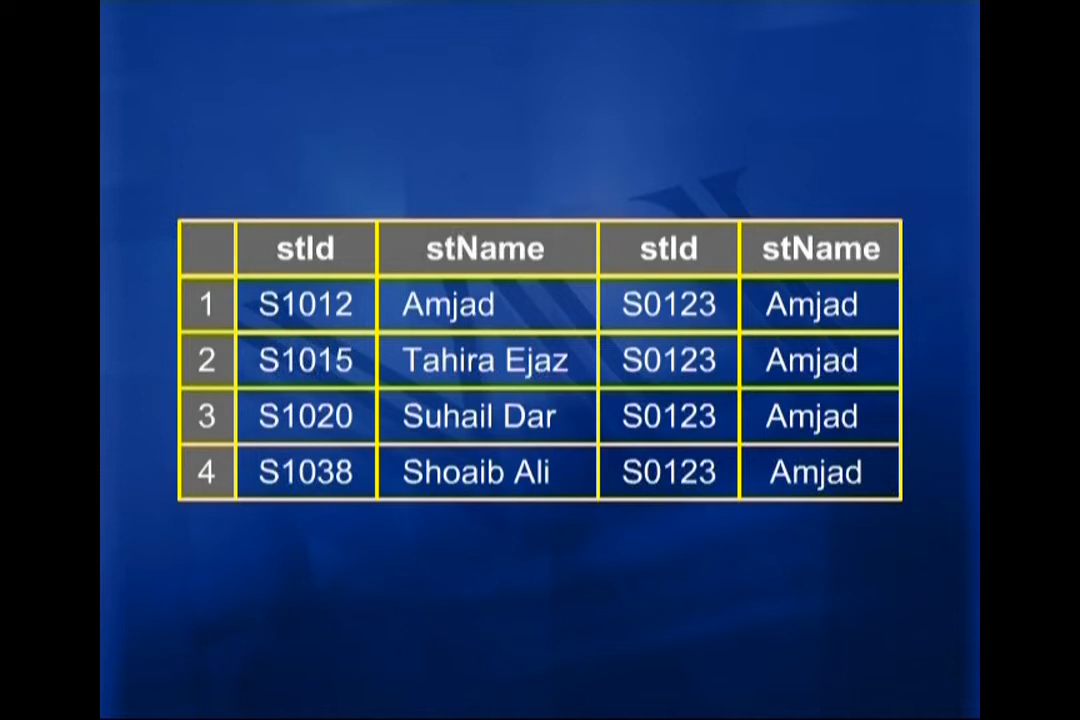 stId stName stId stName
1 S1012 Amjad S0123 Amjad
2 S1015 Tahira Ejaz S0123 Amjad
3 S1020 Suhail Dar S0123 Amjad
4 S1038 Shoaib Ali S0123 Amjad